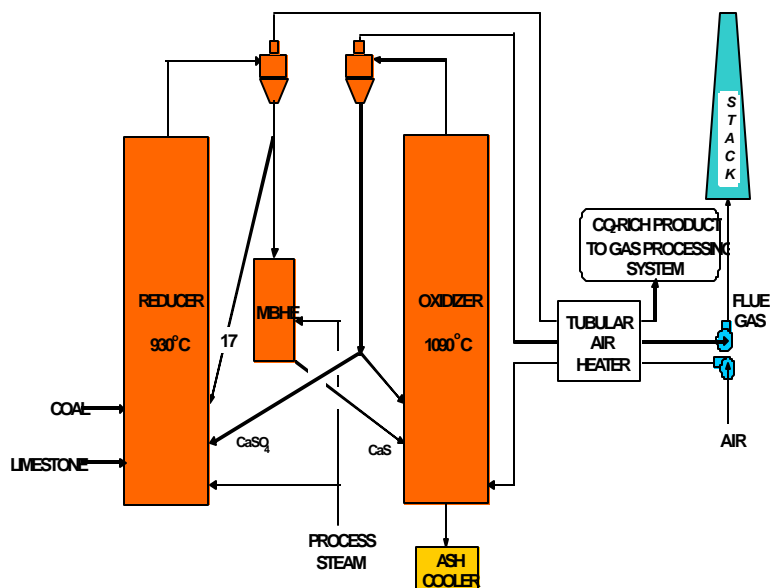 STACK
CO2-RICH PRODUCT
TO GAS PROCESSING
SYSTEM
REDUCER
930°C
17
MBHE
OXIDIZER
1090°C
TUBULAR
AIR
HEATER
FLUE
GAS
COAL
LIMESTONE
CaSO4
CaS
AIR
PROCESS
STEAM
ASH
COOLER